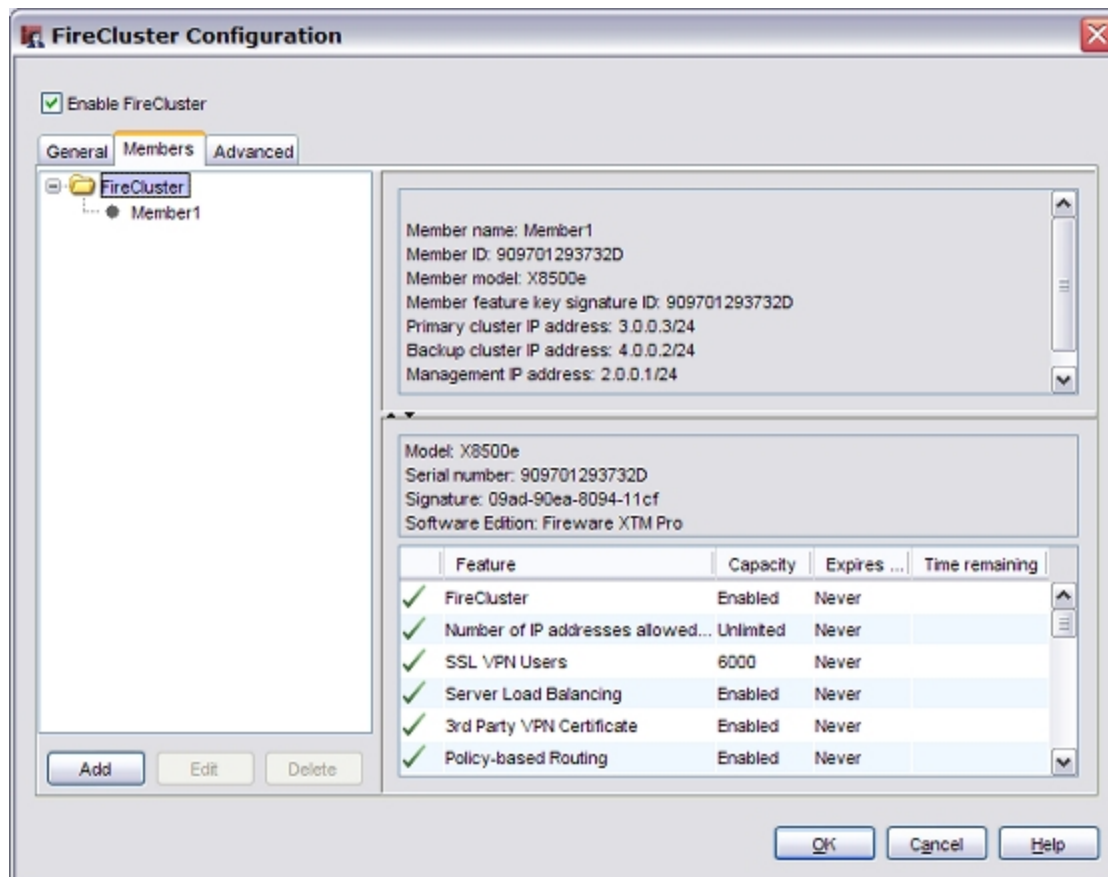 FireCluster Configuration
Enable FireCluster
General Members Advanced
FireCluster
Member1
Member name: Member1
Member ID: 909701293732D
Member model: X8500e
Member feature key signature ID: 909701293732D
Primary cluster IP address: 3.0.0.3/24
Backup cluster IP address: 4.0.0.2/24
Management IP address: 2.0.0.1/24
Model: X8500e
Serial number: 909701293732D
Signature: 09ad-90ea-8094-11cf
Software Edition: Fireware XTM Pro
Feature Capacity Expires ... Time remaining
FireCluster Enabled Never
Number of IP addresses allowed... Unlimited Never
SSL VPN Users 6000 Never
Server Load Balancing Enabled Never
3rd Party VPN Certificate Enabled Never
Policy-based Routing Enabled Never
Add Edit Delete
OK Cancel Help